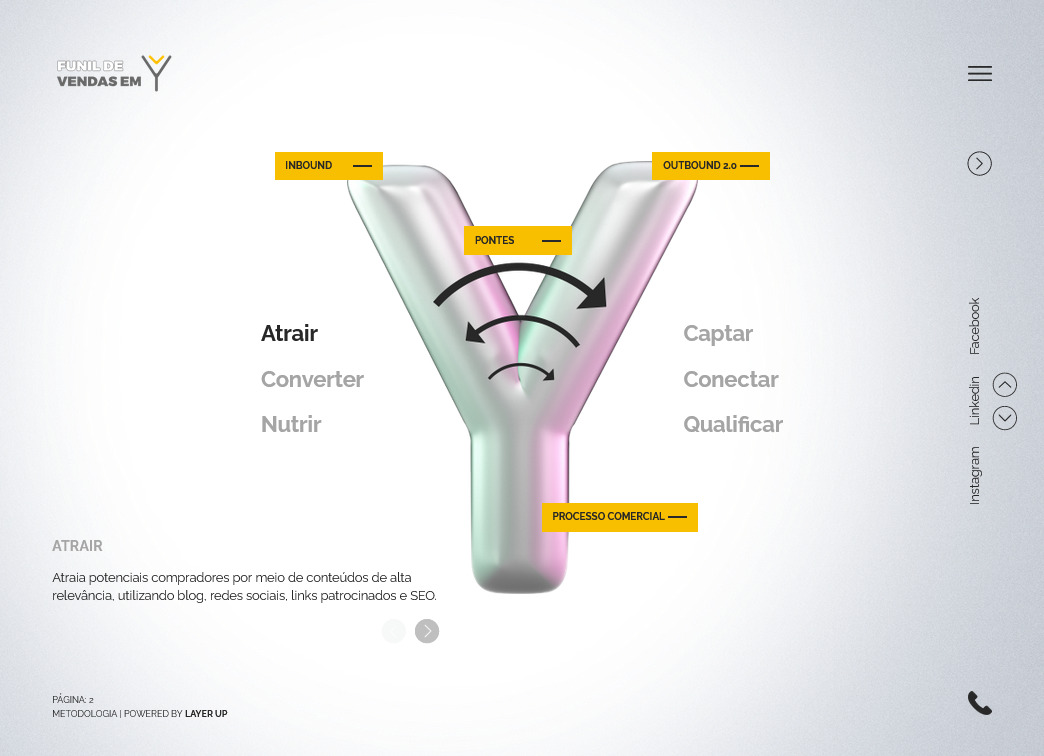 FUNIL DE
VENDAS EM Y
INBOUND
OUTBOUND 2.0
PONTES
Atrair
Converter
Nutrir
Captar
Conectar
Qualificar
PROCESSO COMERCIAL
Facebook
Linkedin
Instagram
ATRAIR
Atraia potenciais compradores por meio de conteúdos de alta
relevância, utilizando blog, redes sociais, links patrocinados e SEO.
PÁGINA: 2
METODOLOGIA | POWERED BY LAYER UP